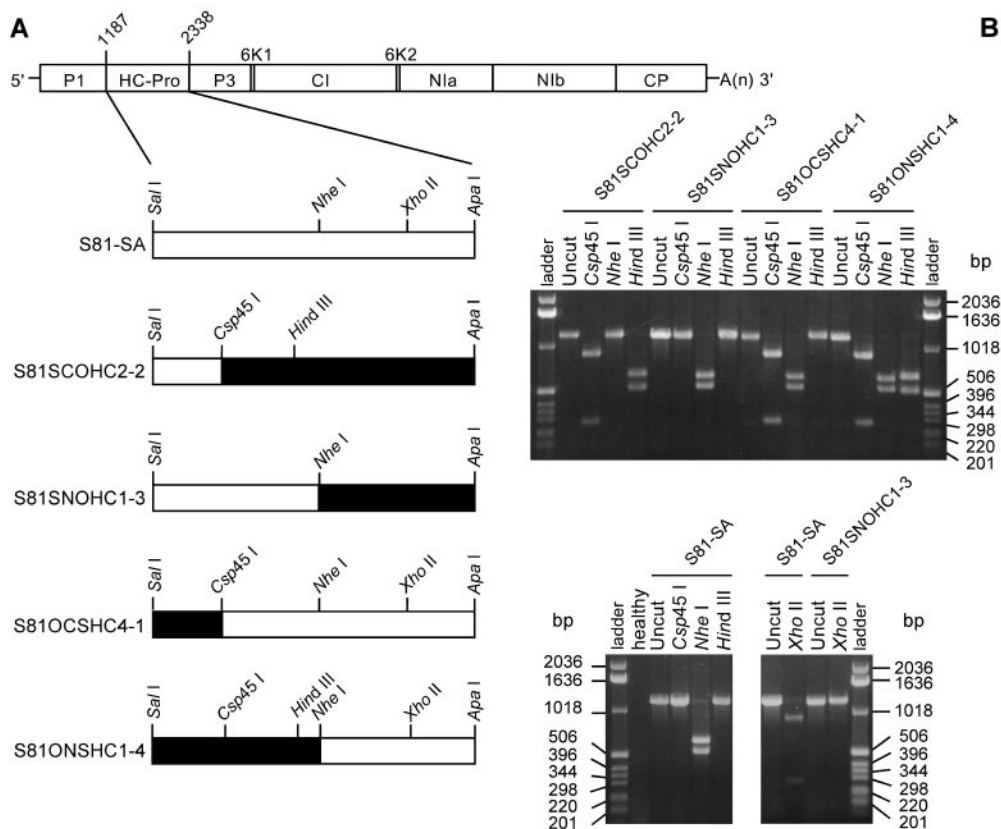 A
B
1187 2338
6K1 6K2
5' P1 HC-Pro P3 CI NIa NIb CP A(n) 3'
Sal I Nhe I Xho II Apa I
S81-SA
Sal I Csp45 I Hind III Apa I
S81SCOHC2-2
Sal I Nhe I Apa I
S81SNOHC1-3
Sal I Csp45 I Nhe I Xho II Apa I
S81OCSHC4-1
Sal I Csp45 I Hind III Nhe I Xho II Apa I
S81ONSHC1-4
S81SCOHC2-2 S81SNOHC1-3 S81OCSHC4-1 S81ONSHC1-4
ladder Uncut Csp45 I Nhe I Hind III Uncut Csp45 I Nhe I Hind III Uncut Csp45 I Nhe I Hind III Uncut Csp45 I Nhe I Hind III ladder
bp
2036
1636
1018
506
396
344
298
220
201
S81-SA
ladder healthy Uncut Csp45 I Nhe I Hind III
bp
2036
1636
1018
506
396
344
298
220
201
S81-SA S81SNOHC1-3
Uncut Xho II Uncut Xho II ladder
bp
2036
1636
1018
506
396
344
298
220
201